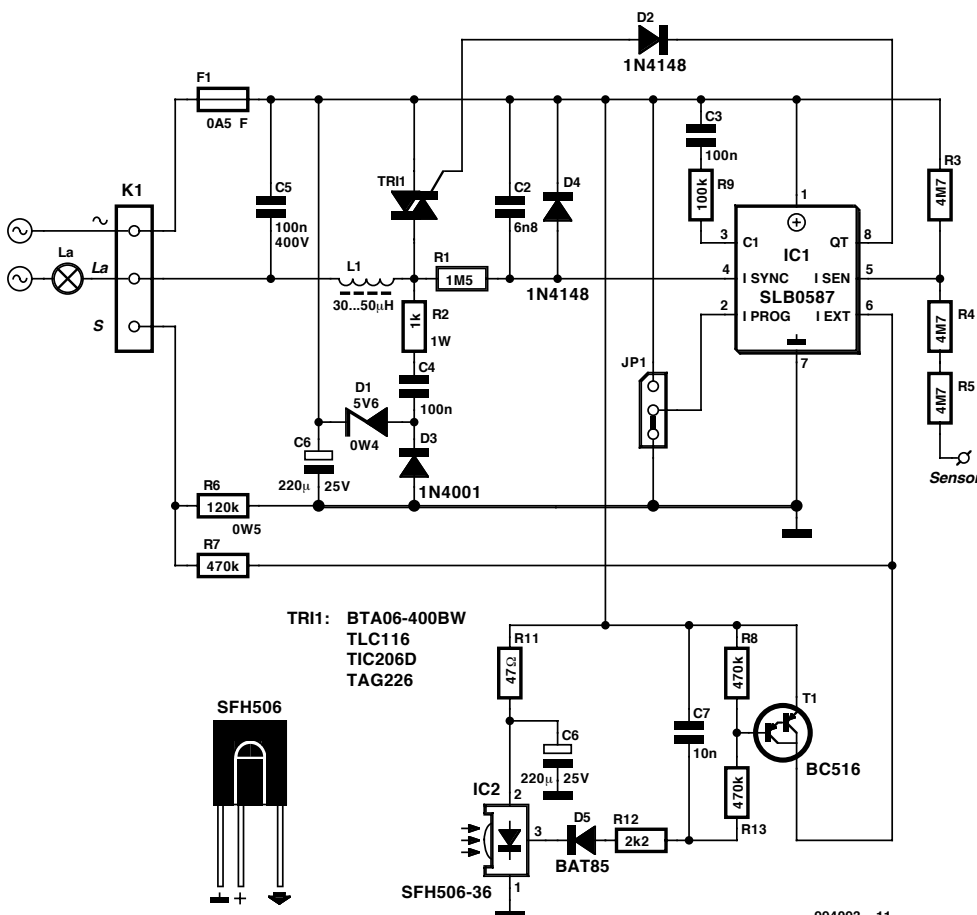 D2
1N4148
F1
0A5 F
C3
100n
R3
4M7
K1
C5
100n
400V
TRI1
C2
6n8
D4
100k
R9
1
3
C1
QT
8
IC1
~
La
La
L1
30...50µH
R1
1M5
1N4148
4
I SYNC
I SEN
5
SLB0587
2
I PROG
I EXT
6
7
R4
4M7
S
1k
R2
1W
JP1
C4
100n
D1
5V6
0W4
R5
4M7
D3
1N4001
C6
220µ
25V
Sensor
R6
120k
0W5
R7
470k
TRI1: BTA06-400BW
TLC116
TIC206D
TAG226
R11
47Ω
R8
470k
T1
BC516
SFH506
C6
220µ
25V
C7
10n
IC2
2
3
1
D5
BAT85
R12
2k2
470k
R13
SFH506-36
+